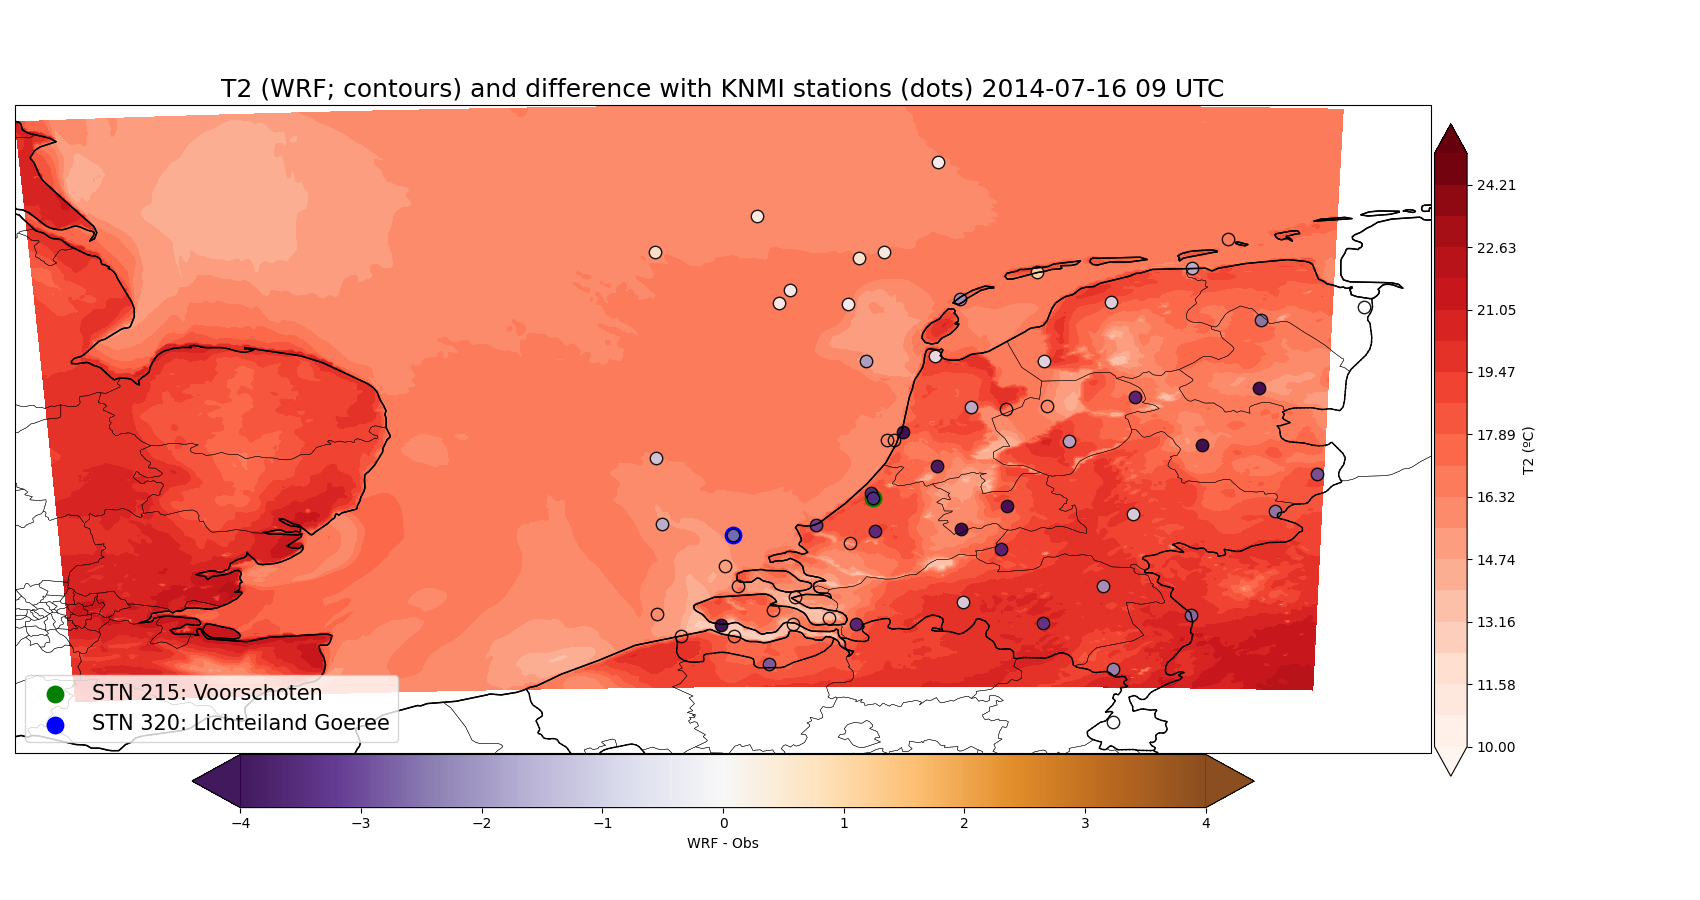 T2 (WRF; contours) and difference with KNMI stations (dots) 2014-07-16 09 UTC
24.21
22.63
21.05
19.47
17.89
16.32
14.74
13.16
11.58
10.00
T2 (ºC)
STN 215: Voorschoten
STN 320: Lichteiland Goeree
−4 −3 −2 −1 0 1 2 3 4
WRF - Obs